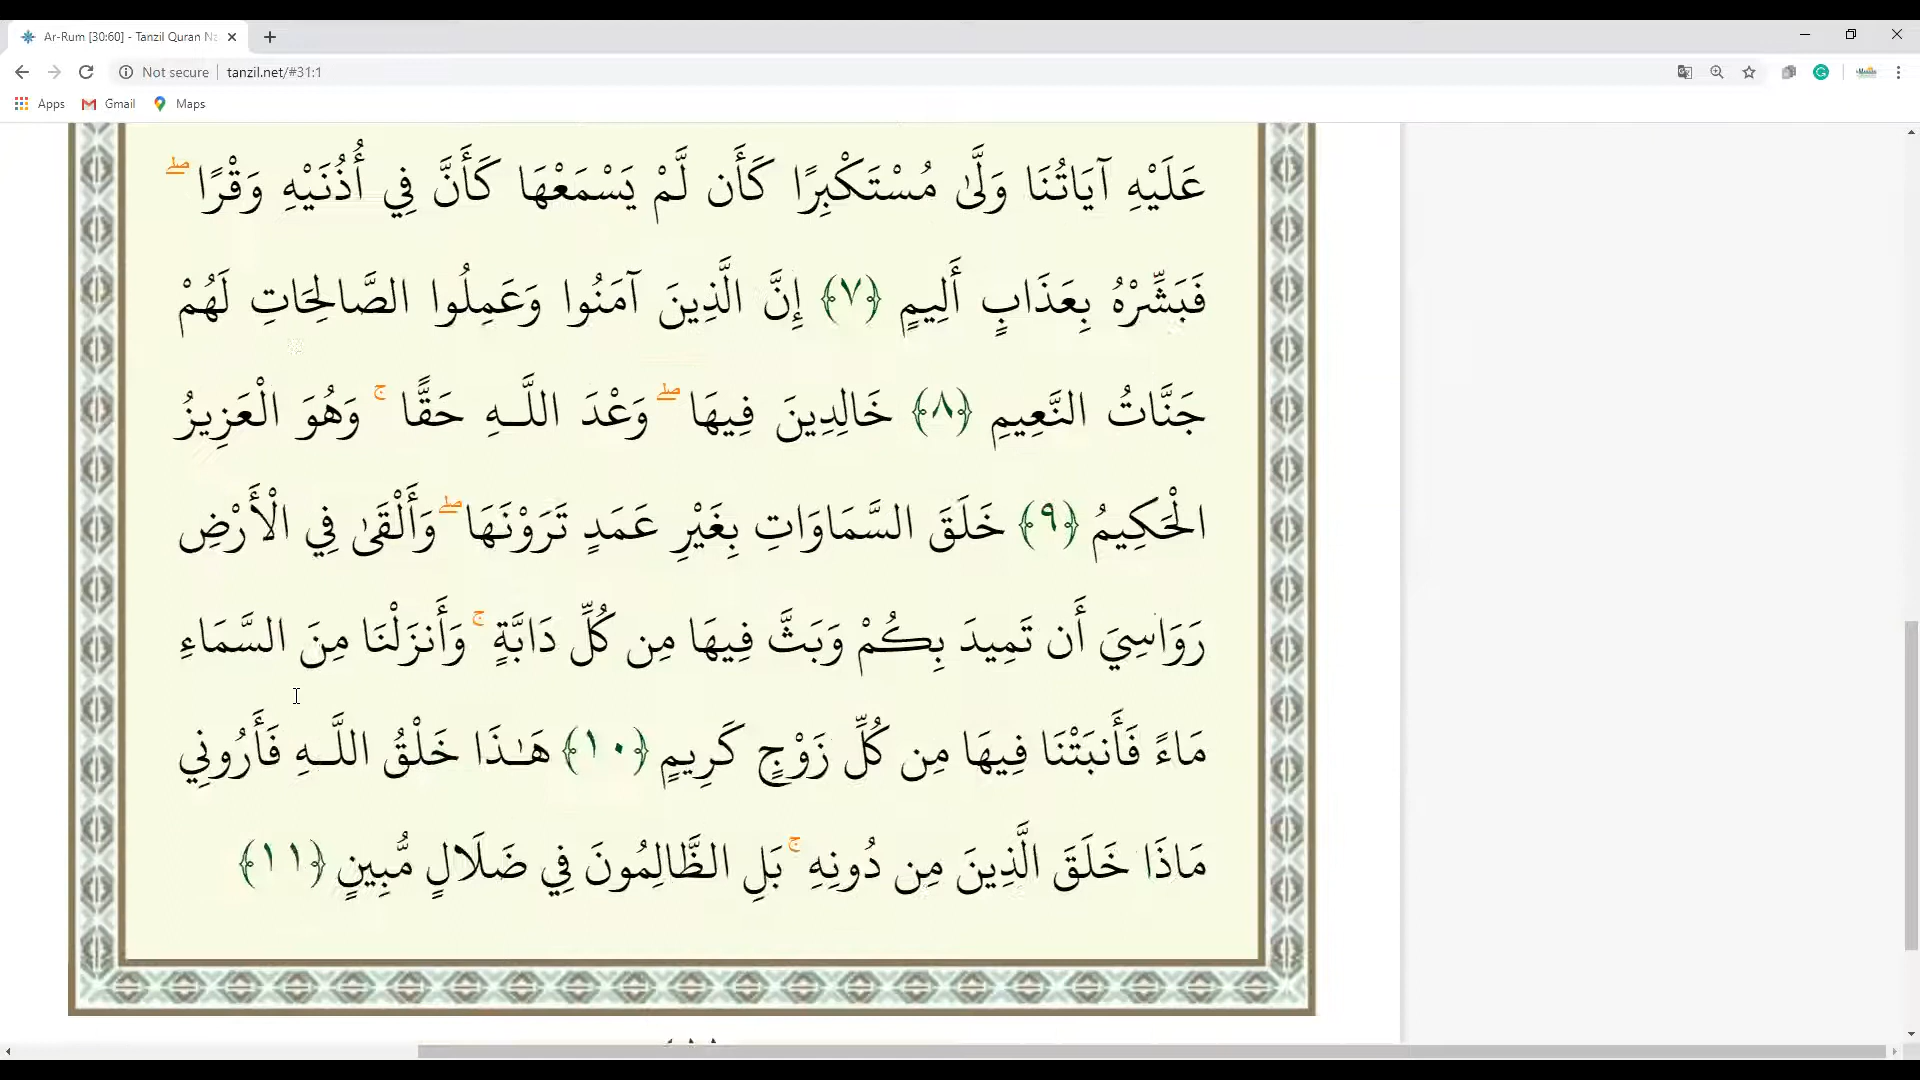 Ar-Rum [30:60] - Tanzil Quran Na
Not secure
tanzil.net/#31:1
Apps
Gmail
Maps
عَلَيْهِ آيَاتُنَا وَلَّىٰ مُسْتَكْبِرًا كَأَن لَّمْ يَسْمَعْهَا كَأَنَّ فِي أُذُنَيْهِ وَقْرًا ۖ
فَبَشِّرْهُ بِعَذَابٍ أَلِيمٍ ﴿٧﴾ إِنَّ الَّذِينَ آمَنُوا وَعَمِلُوا الصَّالِحَاتِ لَهُمْ
جَنَّاتُ النَّعِيمِ ﴿٨﴾ خَالِدِينَ فِيهَا ۖ وَعْدَ اللَّـهِ حَقًّا ۚ وَهُوَ الْعَزِيزُ
الْحَكِيمُ ﴿٩﴾ خَلَقَ السَّمَاوَاتِ بِغَيْرِ عَمَدٍ تَرَوْنَهَا ۖ وَأَلْقَىٰ فِي الْأَرْضِ
رَوَاسِيَ أَن تَمِيدَ بِكُمْ وَبَثَّ فِيهَا مِن كُلِّ دَابَّةٍ ۚ وَأَنزَلْنَا مِنَ السَّمَاءِ
مَاءً فَأَنبَتْنَا فِيهَا مِن كُلِّ زَوْجٍ كَرِيمٍ ﴿١٠﴾ هَـٰذَا خَلْقُ اللَّـهِ فَأَرُونِي
مَاذَا خَلَقَ الَّذِينَ مِن دُونِهِ ۚ بَلِ الظَّالِمُونَ فِي ضَلَالٍ مُّبِينٍ ﴿١١﴾